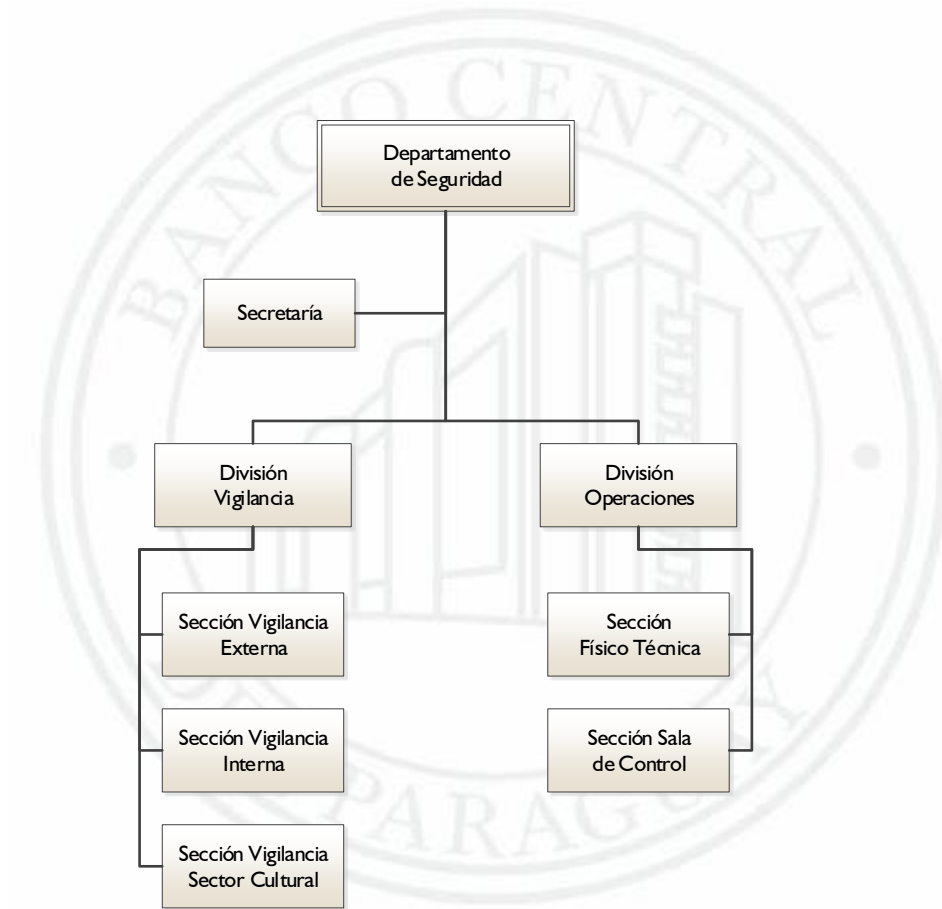 BANCO CENTRAL
DEL PARAGUAY
Departamento
de Seguridad
Secretaría
División
Vigilancia
División
Operaciones
Sección Vigilancia
Externa
Sección
Físico Técnica
Sección Vigilancia
Interna
Sección Sala
de Control
Sección Vigilancia
Sector Cultural